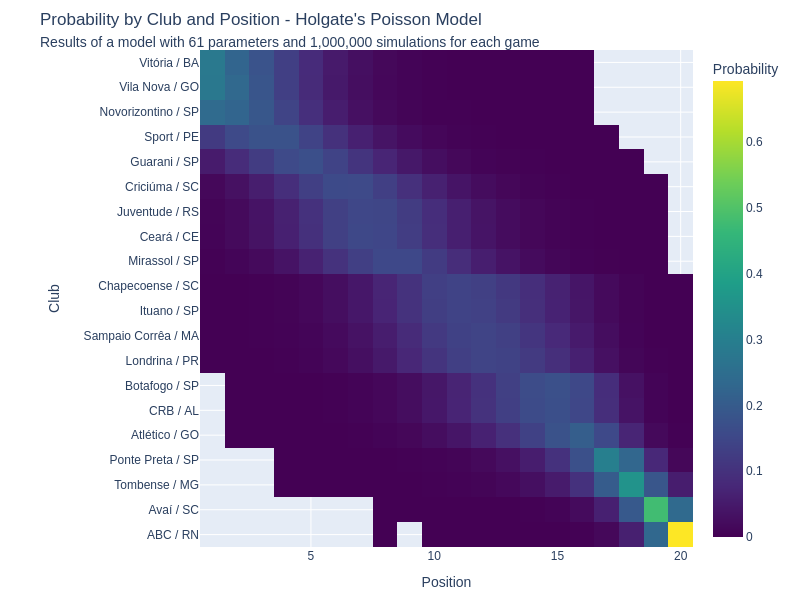 Probability by Club and Position - Holgate's Poisson Model
Results of a model with 61 parameters and 1,000,000 simulations for each game
Probability
Vitória / BA
Vila Nova / GO
Novorizontino / SP
Sport / PE
Guarani / SP
Criciúma / SC
Juventude / RS
Ceará / CE
Mirassol / SP
Chapecoense / SC
Ituano / SP
Sampaio Corrêa / MA
Londrina / PR
Botafogo / SP
CRB / AL
Atlético / GO
Ponte Preta / SP
Tombense / MG
Avaí / SC
ABC / RN
Club
0.6
0.5
0.4
0.3
0.2
0.1
0
5
10
15
20
Position